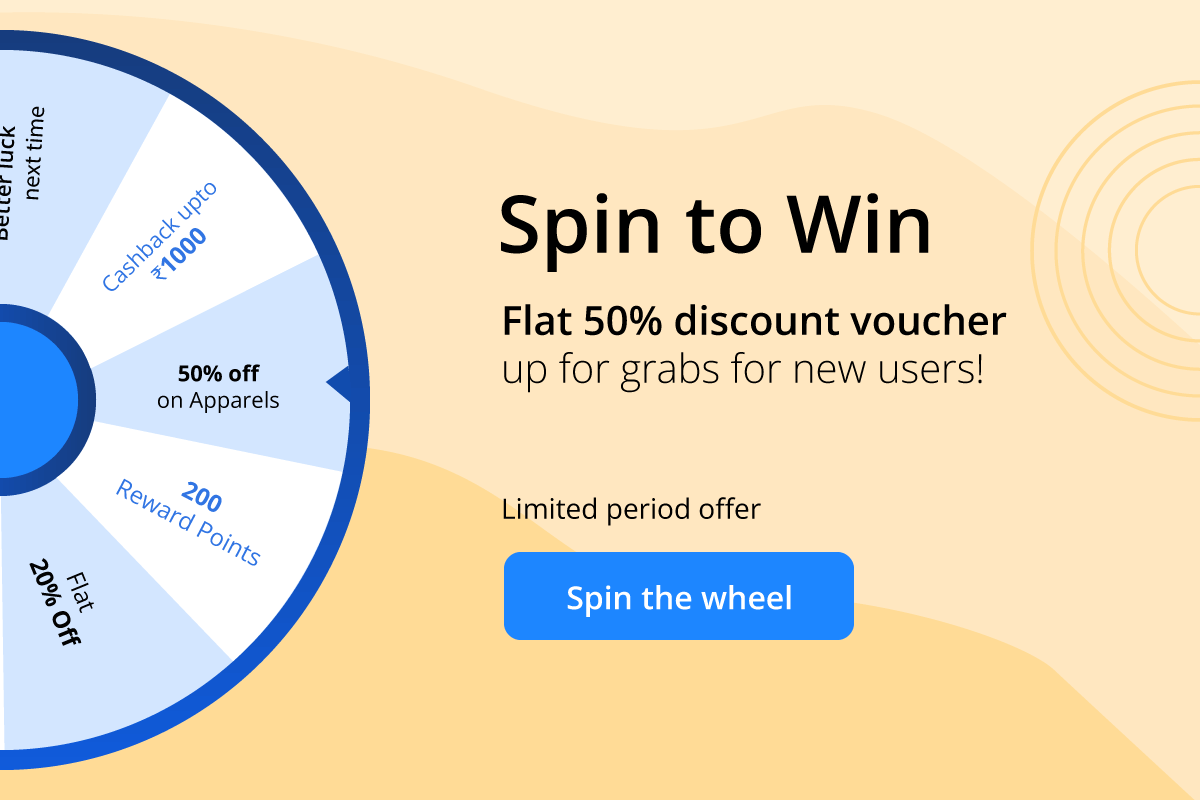 Better luck
next time
Cashback upto
₹1000
50% off
on Apparels
200
Reward Points
Flat
20% Off
Spin to Win
Flat 50% discount voucher
up for grabs for new users!
Limited period offer
Spin the wheel